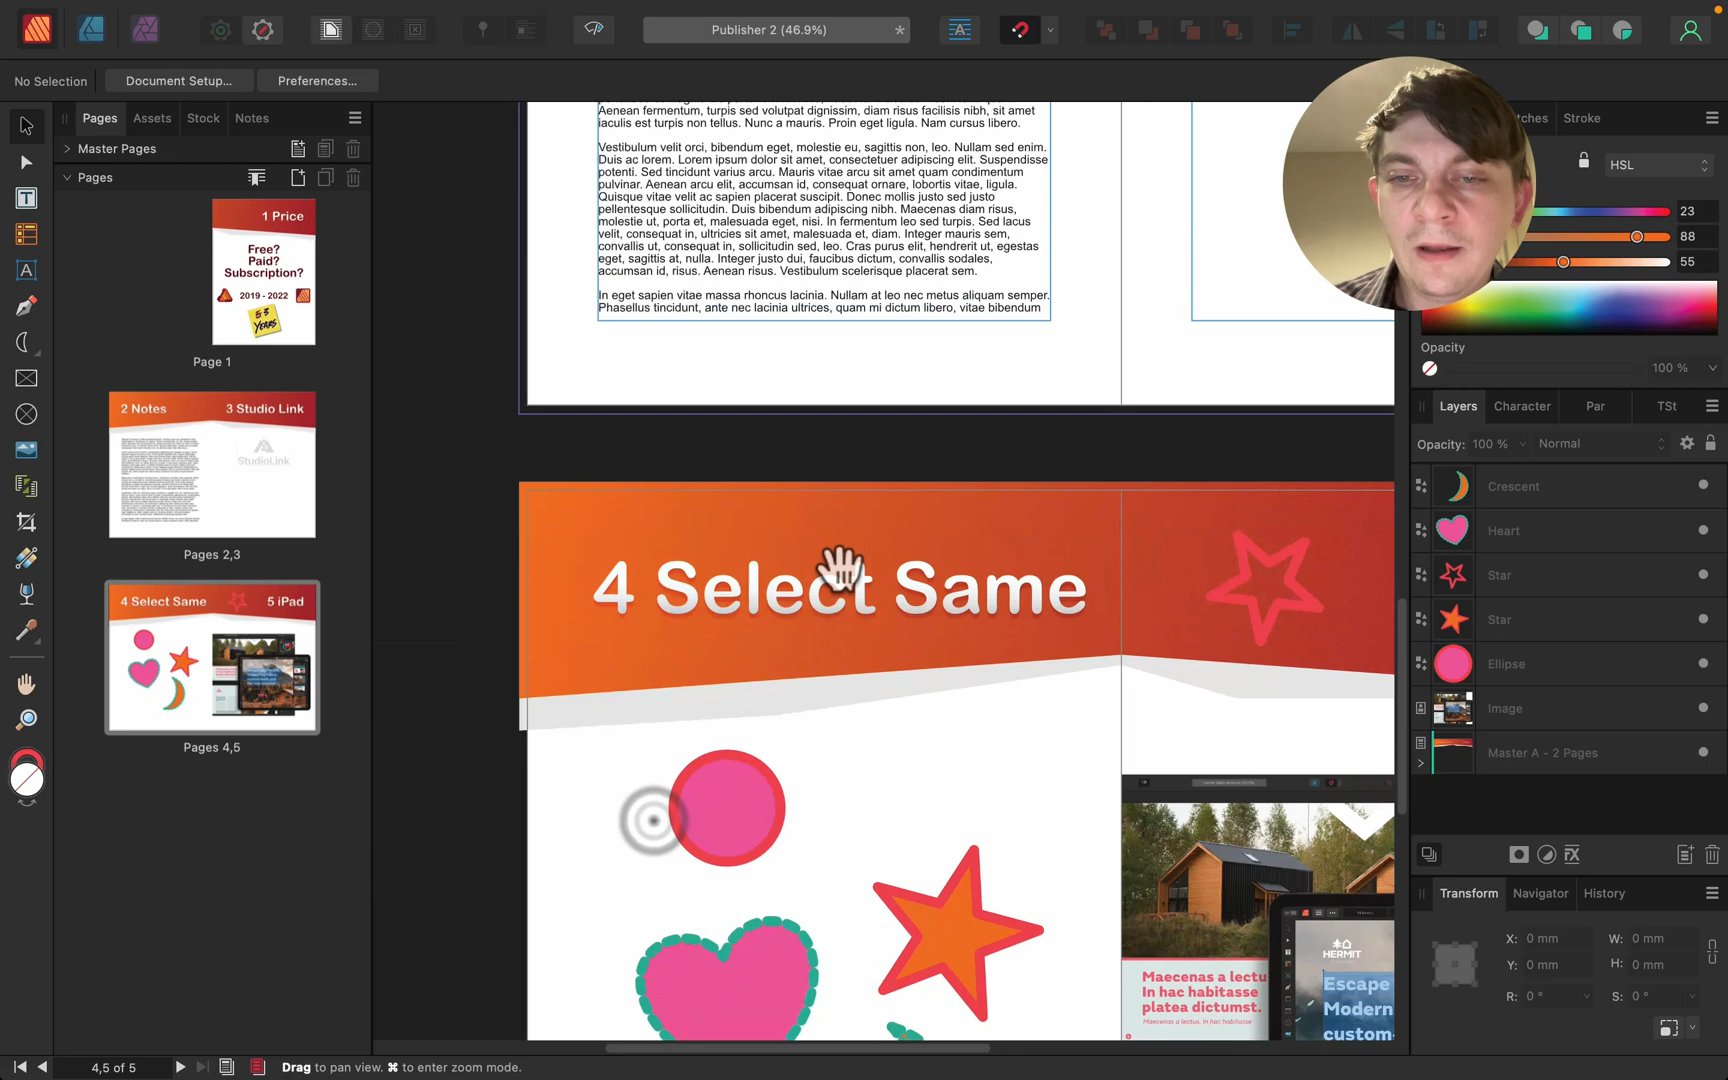 Publisher 2 (46.9%)
*
No Selection
Document Setup...
Preferences...
Pages
Assets
Stock
Notes
Master Pages
Pages
1 Price
Free?
Paid?
Subscription?
2019 - 2022
YEARS
Page 1
2 Notes
3 Studio Link
StudioLink
Pages 2,3
4 Select Same
5 iPad
Pages 4,5
Aenean fermentum, turpis sed volutpat dignissim, diam risus facilisis nibh, sit amet
iaculis est turpis non tellus. Nunc a mauris. Proin eget ligula. Nam cursus libero.
Vestibulum velit orci, bibendum eget, molestie eu, sagittis non, leo. Nullam sed enim.
Duis ac lorem. Lorem ipsum dolor sit amet, consectetuer adipiscing elit. Suspendisse
potenti. Sed tincidunt varius arcu. Mauris vitae arcu sit amet quam condimentum
pulvinar. Aenean arcu elit, accumsan id, consequat ornare, lobortis vitae, ligula.
Quisque vitae velit ac sapien placerat suscipit. Donec mollis justo sed justo
pellentesque sollicitudin. Duis bibendum adipiscing nibh. Maecenas diam risus,
molestie ut, porta et, malesuada eget, nisi. In fermentum leo sed turpis. Sed lacus
velit, consequat in, ultricies sit amet, malesuada et, diam. Integer mauris sem,
convallis ut, consequat in, sollicitudin sed, leo. Cras purus elit, hendrerit ut, egestas
eget, sagittis at, nulla. Integer justo dui, faucibus dictum, convallis sodales,
accumsan id, risus. Aenean risus. Vestibulum scelerisque placerat sem.
In eget sapien vitae massa rhoncus lacinia. Nullam at leo nec metus aliquam semper.
Phasellus tincidunt, ante nec lacinia ultrices, quam mi dictum libero, vitae bibendum
4 Select Same
Maecenas a lectu
In hac habitasse
platea dictumst.
Maecenas a lectus. In hac habitasse
HERMIT
Escape
Modern
custom-
tches
Stroke
HSL
23
88
55
Opacity
100 %
Layers
Character
Par
TSt
Opacity: 100 %
Normal
Crescent
Heart
Star
Star
Ellipse
Image
Master A - 2 Pages
FX
Transform
Navigator
History
X: 0 mm
W: 0 mm
Y: 0 mm
H: 0 mm
R: 0 °
S: 0 °
4,5 of 5
Drag to pan view. ⌘ to enter zoom mode.